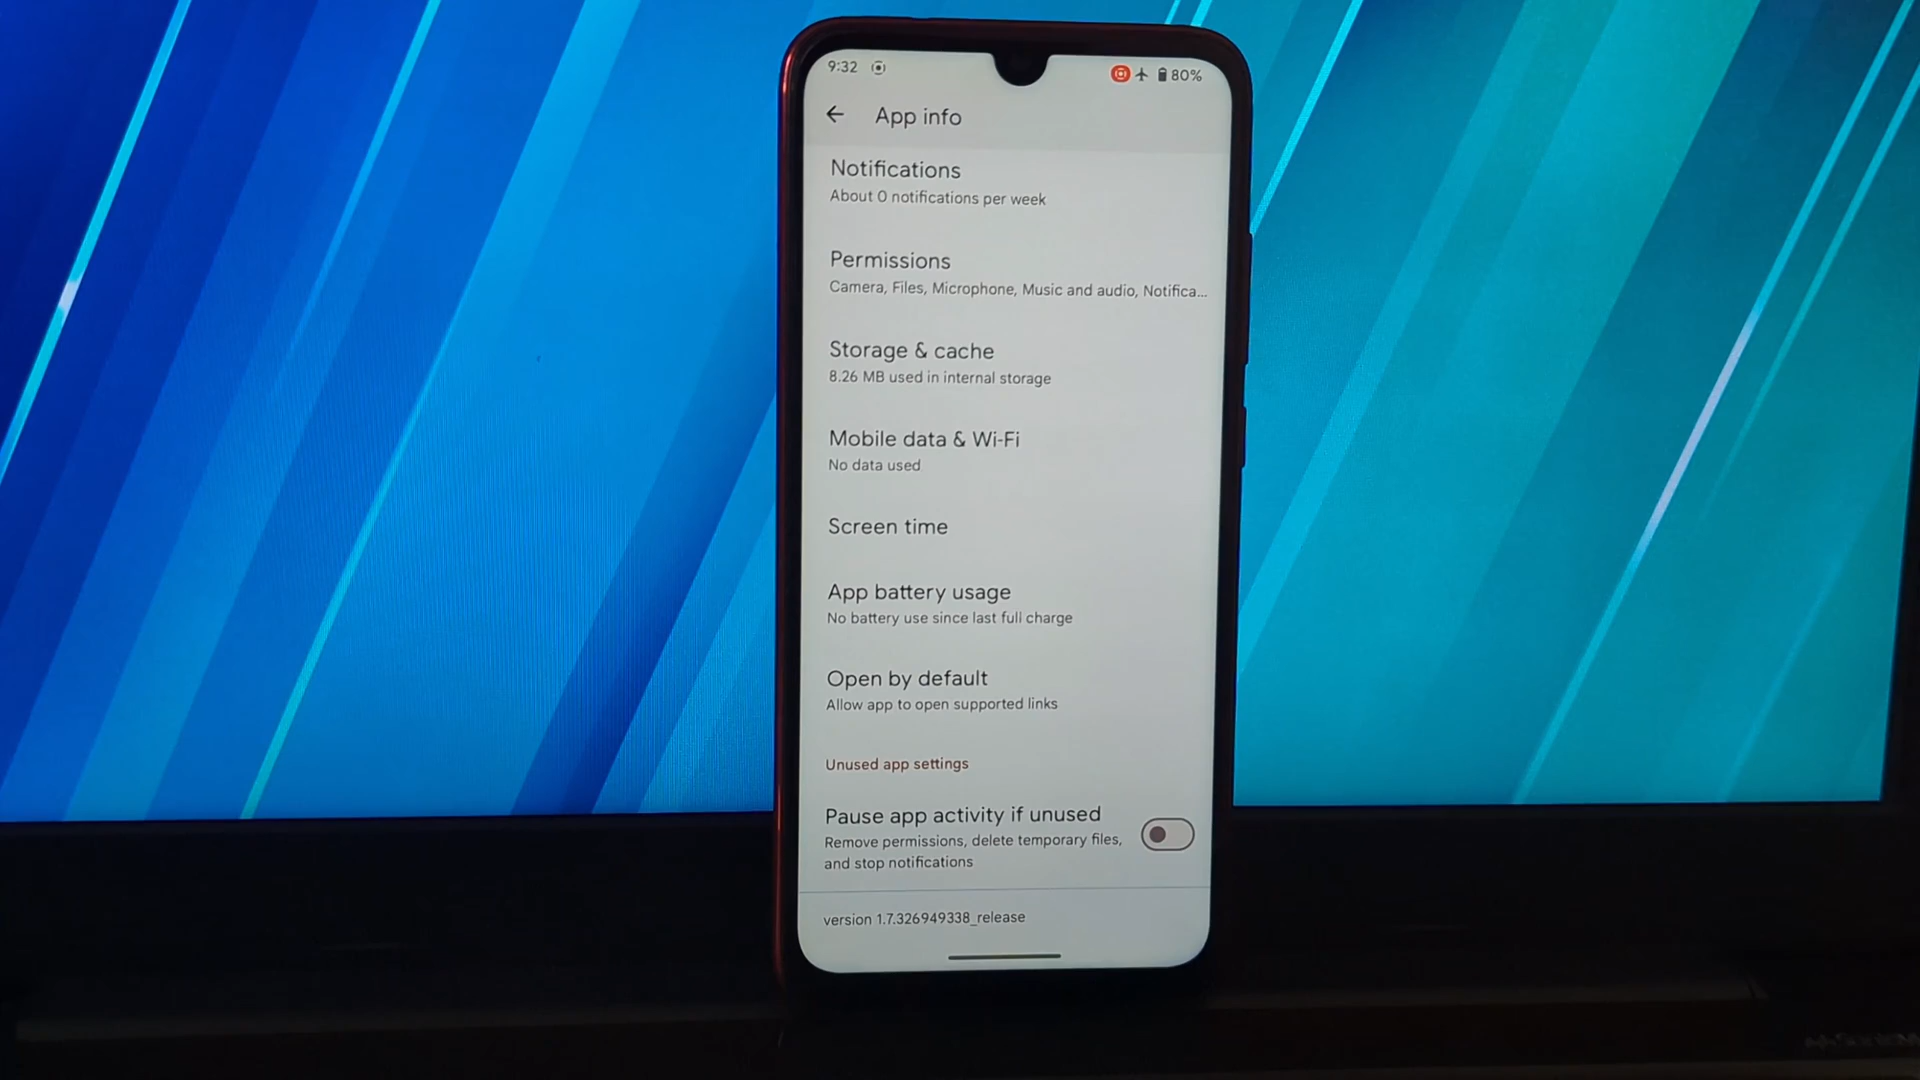 9:32
80%
App info
Notifications
About 0 notifications per week
Permissions
Camera, Files, Microphone, Music and audio, Notifica...
Storage & cache
8.26 MB used in internal storage
Mobile data & Wi-Fi
No data used
Screen time
App battery usage
No battery use since last full charge
Open by default
Allow app to open supported links
Unused app settings
Pause app activity if unused
Remove permissions, delete temporary files,
and stop notifications
version 1.7.326949338_release